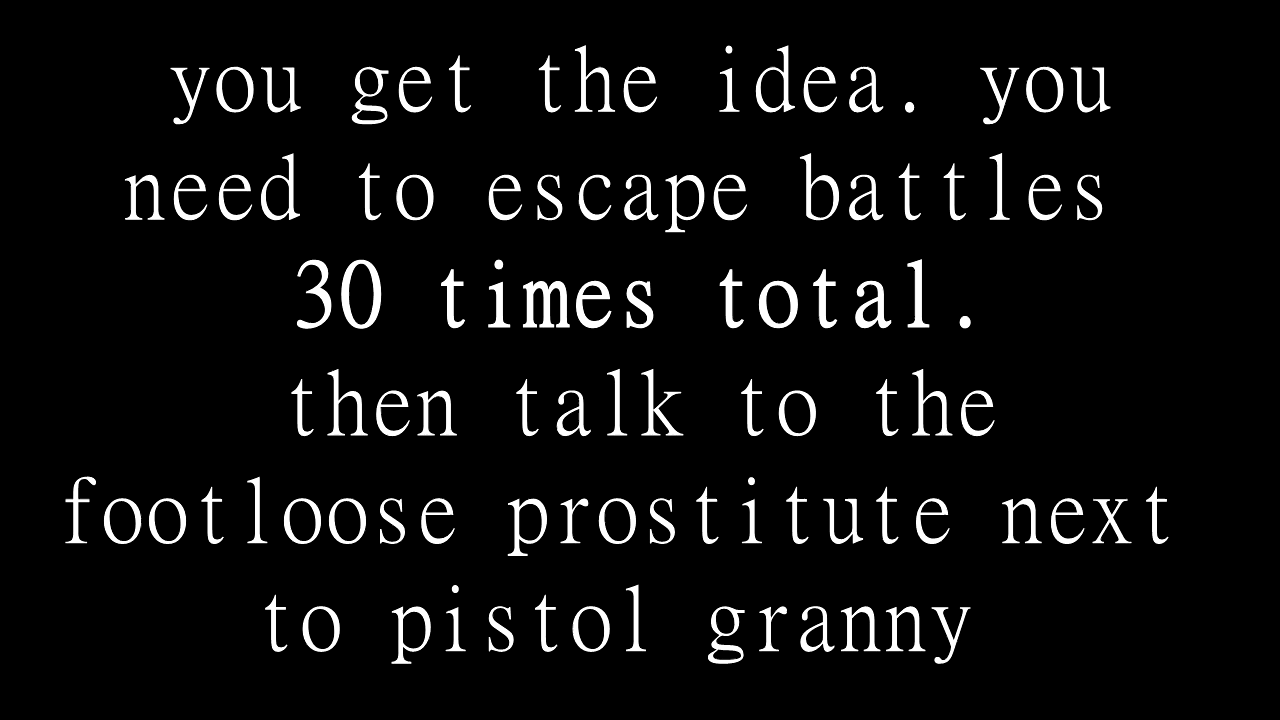 you get the idea. you
need to escape battles
30 times total.
then talk to the
footloose prostitute next
to pistol granny